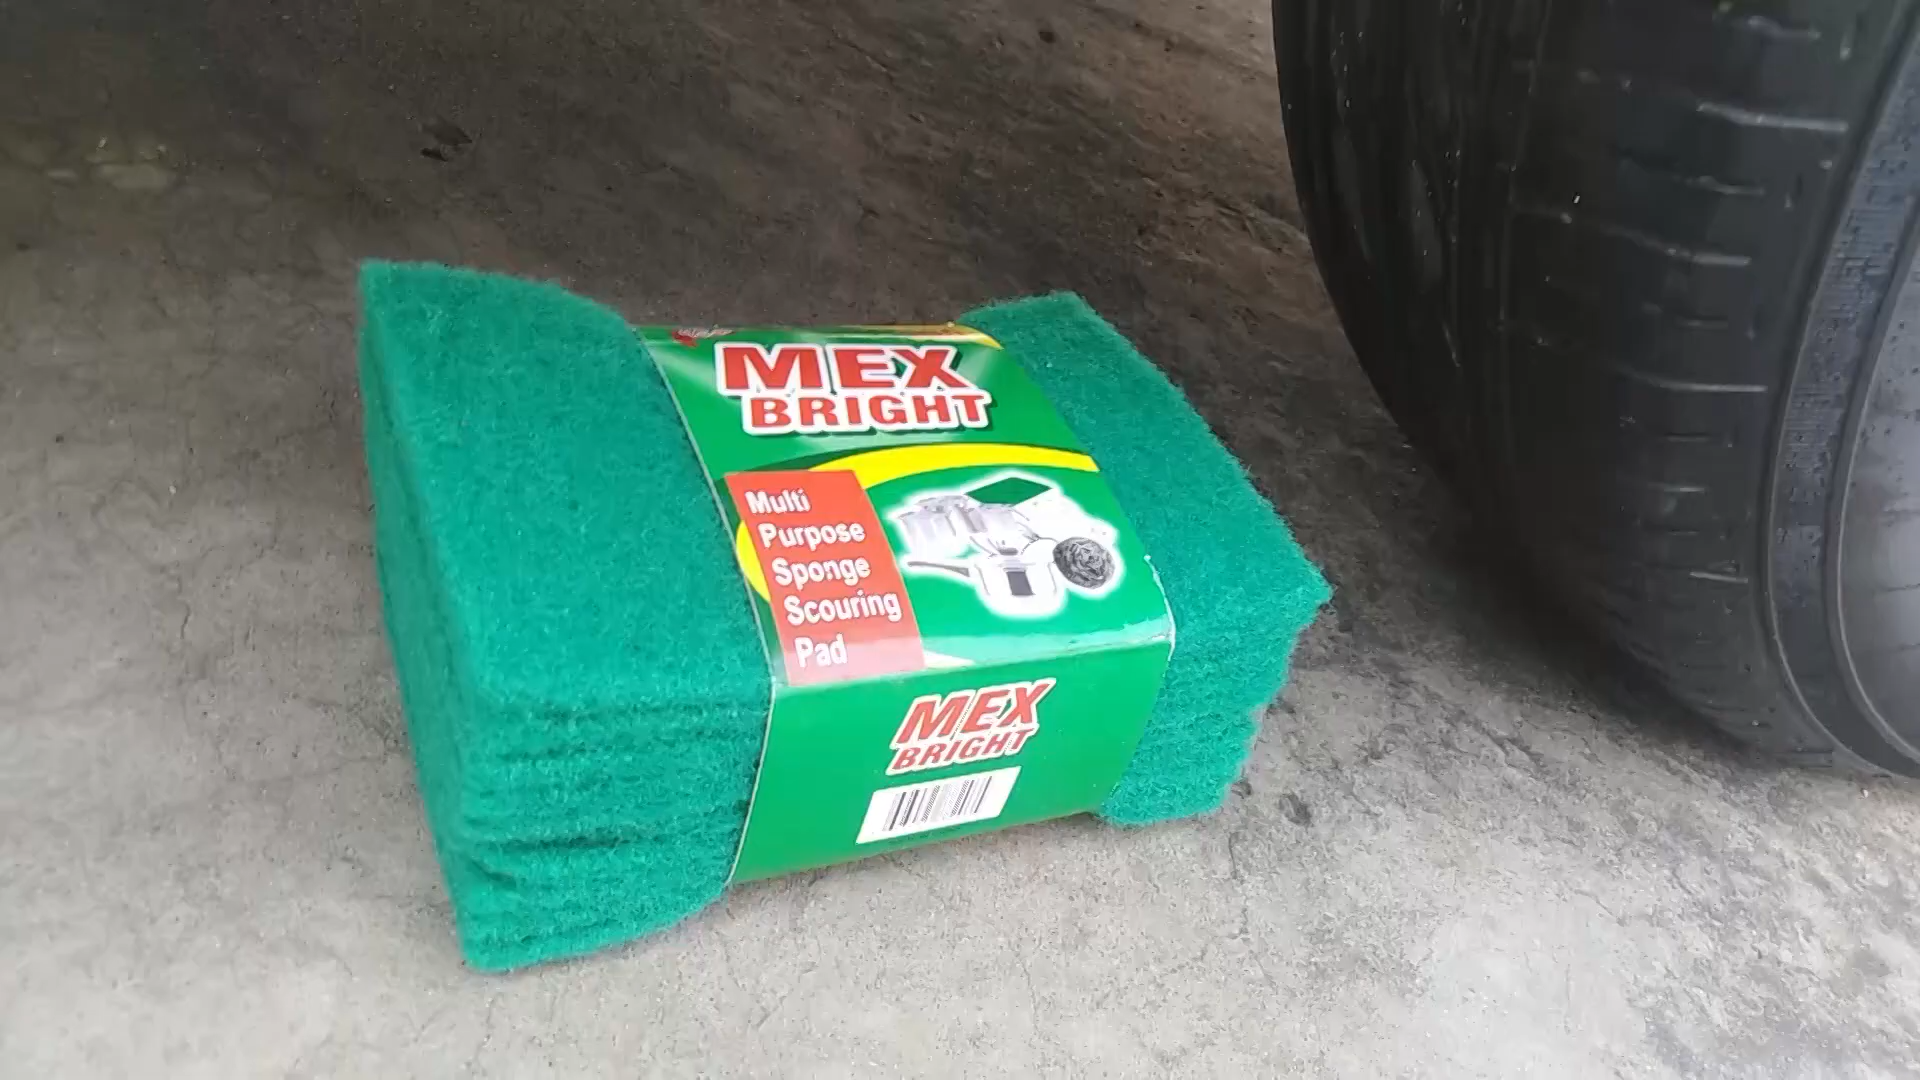 MEX
BRIGHT
Multi
Purpose
Sponge
Scouring
Pad
MEX
BRIGHT